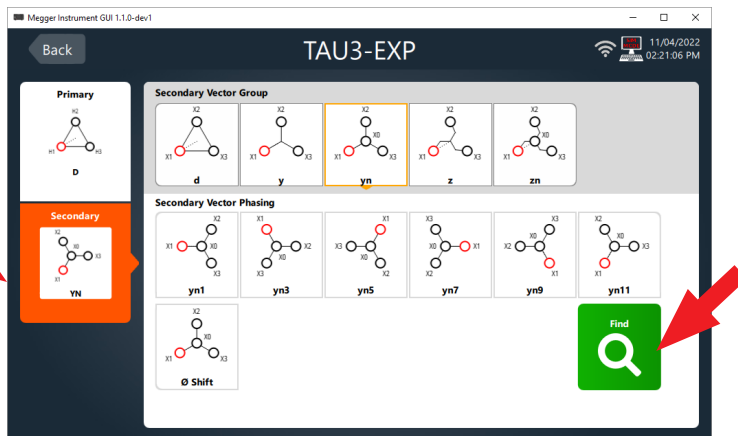 Megger Instrument GUI 1.1.0-dev1
Back
TAU3-EXP
11/04/2022
02:21:06 PM
Primary
H2
H1 H3
D
Secondary
X2
X0
X3
X1
YN
Secondary Vector Group
X2 X2 X2 X2 X2
X0 X0
X1 X3 X1 X3 X1 X3 X1 X3 X1 X3
d y yn z zn
Secondary Vector Phasing
X2 X1 X1 X3 X3 X2
X0 X0
X1 X0 X2 X3 X0 X1 X2 X3
X0 X0
X3 X3 X2 X2 X1 X1
yn1 yn3 yn5 yn7 yn9 yn11
X2
X0
X1 X3
Ø Shift
Find